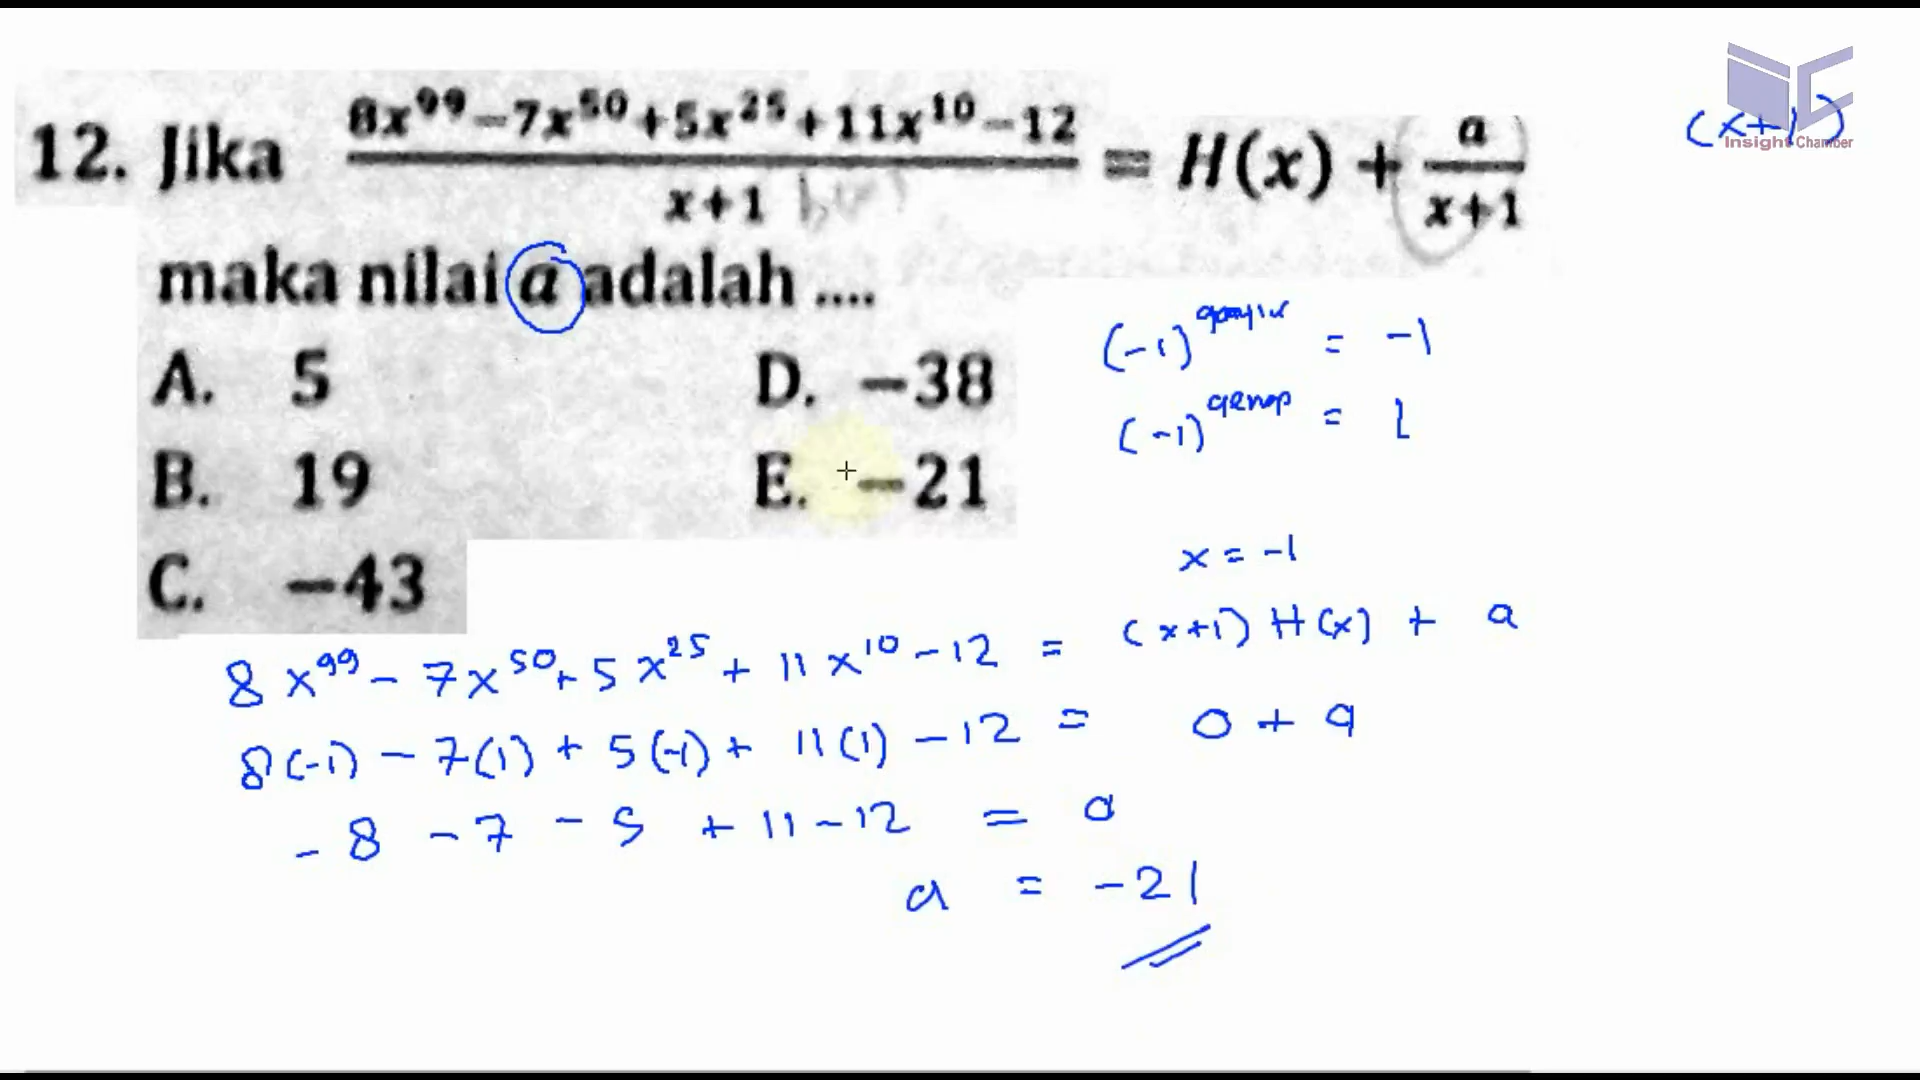 12. Jika \frac{8x^{99}-7x^{50}+5x^{25}+11x^{10}-12}{x+1} = H(x) + \frac{a}{x+1}
maka nilai a adalah ....
A. 5
B. 19
C. -43
D. -38
E. -21
(x+1)
Insight Chamber
(-1)^{ganjil} = -1
(-1)^{genap} = 1
x = -1
8x^{99} - 7x^{50} + 5x^{25} + 11x^{10} - 12 = (x+1) H(x) + a
8(-1) - 7(1) + 5(-1) + 11(1) - 12 = 0 + a
-8 - 7 - 5 + 11 - 12 = a
a = -21